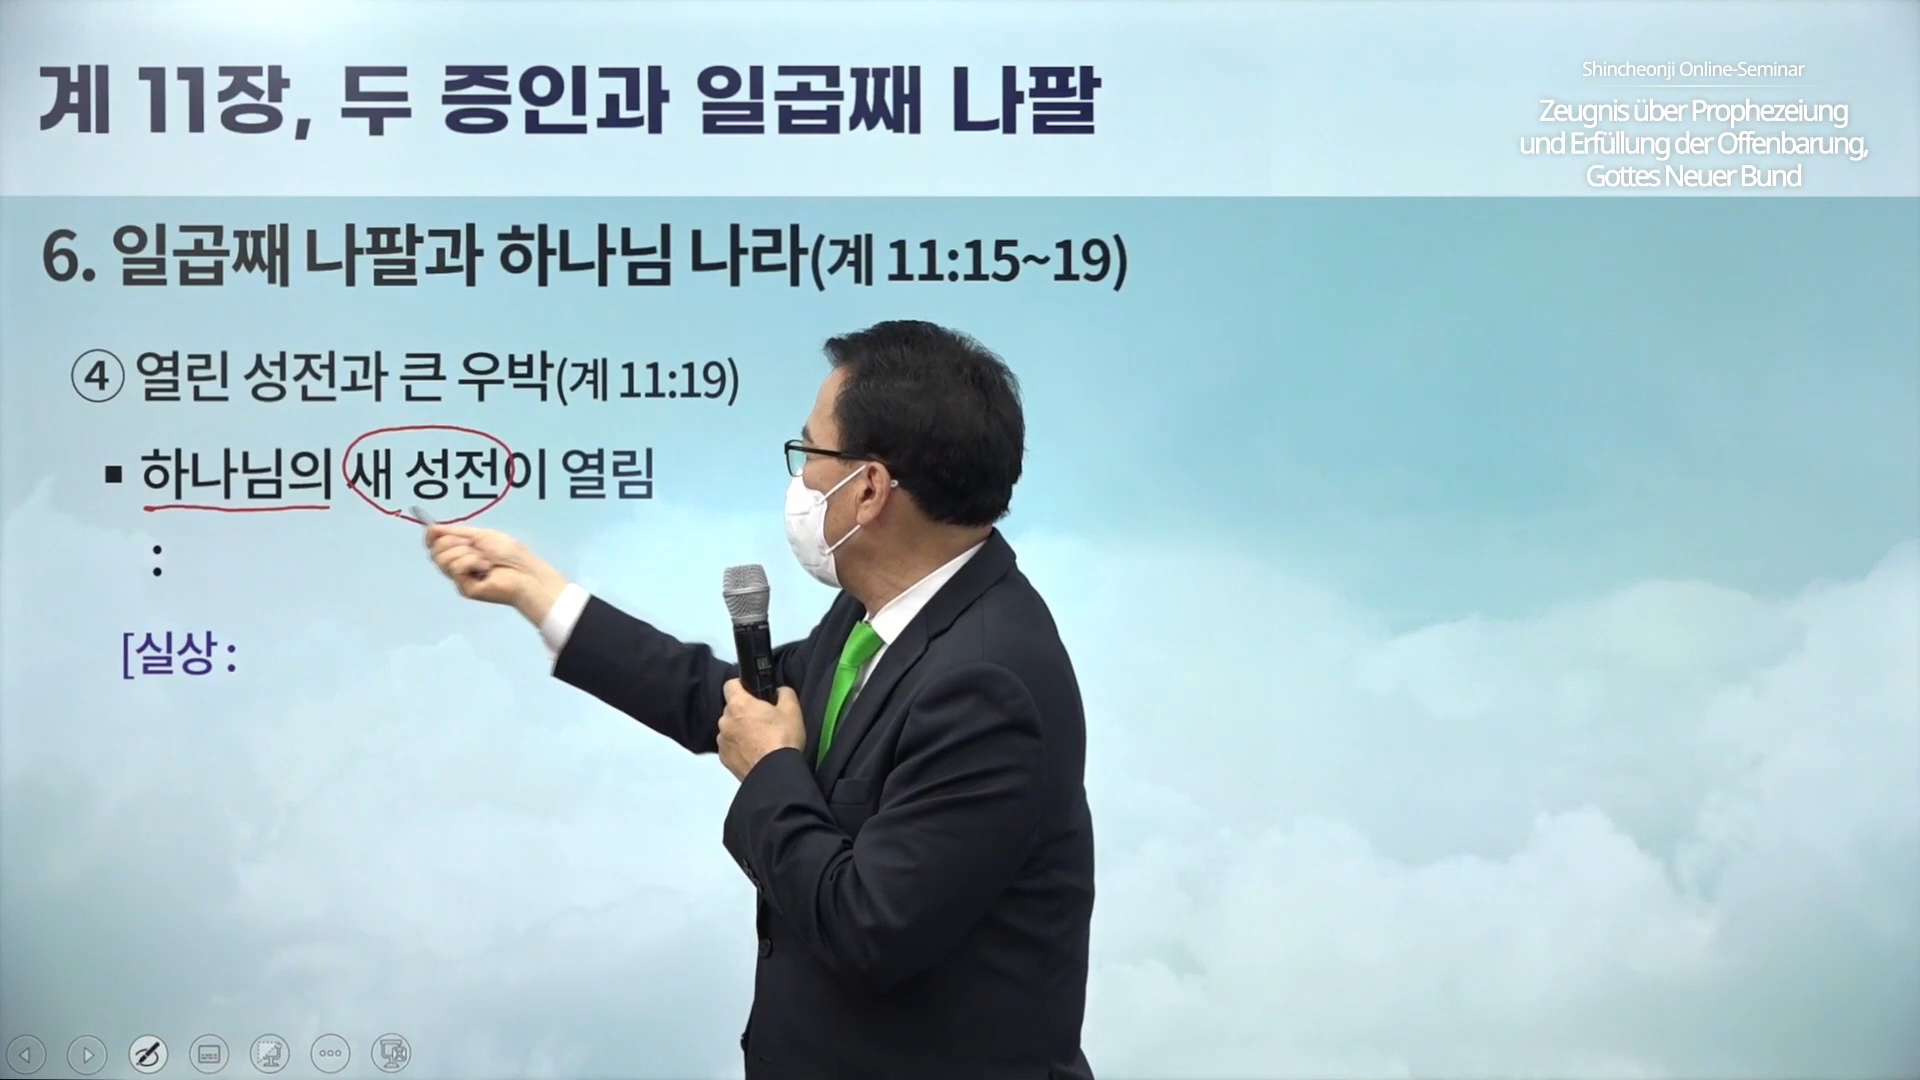 계 11장, 두 증인과 일곱째 나팔
Shincheonji Online-Seminar
Zeugnis über Prophezeiung
und Erfüllung der Offenbarung,
Gottes Neuer Bund
6. 일곱째 나팔과 하나님 나라(계 11:15~19)
④ 열린 성전과 큰 우박(계 11:19)
▪ 하나님의 새 성전이 열림
:
[실상 :